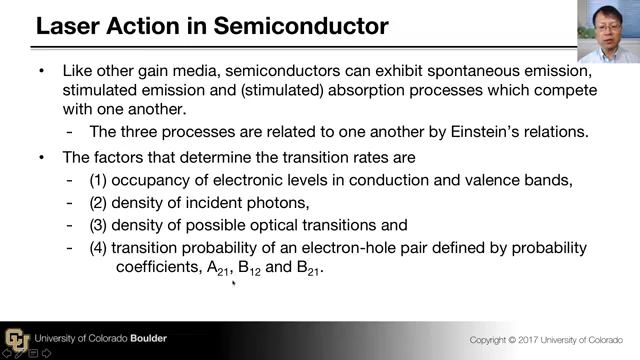 Laser Action in Semiconductor
• Like other gain media, semiconductors can exhibit spontaneous emission,
stimulated emission and (stimulated) absorption processes which compete
with one another.
- The three processes are related to one another by Einstein's relations.
• The factors that determine the transition rates are
- (1) occupancy of electronic levels in conduction and valence bands,
- (2) density of incident photons,
- (3) density of possible optical transitions and
- (4) transition probability of an electron-hole pair defined by probability
coefficients, A₂₁, B₁₂ and B₂₁.
CU University of Colorado Boulder
Copyright © 2017 University of Colorado